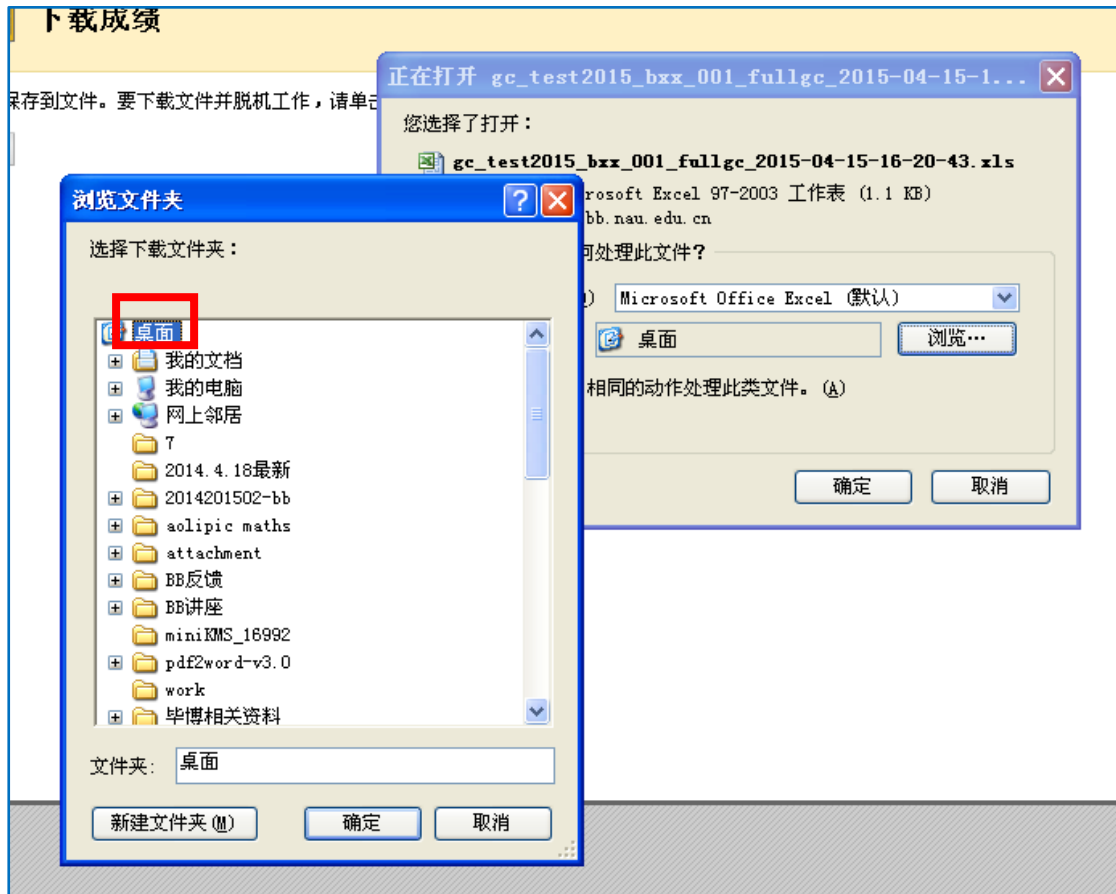 下载成绩
保存到文件。要下载文件并脱机工作，请单击
正在打开 gc_test2015_bxx_001_fullgc_2015-04-15-1...
您选择了打开：
gc_test2015_bxx_001_fullgc_2015-04-15-16-20-43.xls
rosoft Excel 97-2003 工作表 (1.1 KB)
bb.nau.edu.cn
何处理此文件?
Microsoft Office Excel (默认)
桌面
浏览…
相同的动作处理此类文件。(A)
确定
取消
浏览文件夹
选择下载文件夹：
桌面
我的文档
我的电脑
网上邻居
7
2014.4.18最新
2014201502-bb
aolipic maths
attachment
BB反馈
BB讲座
miniKMS_16992
pdf2word-v3.0
work
毕博相关资料
文件夹:
桌面
新建文件夹(M)
确定
取消